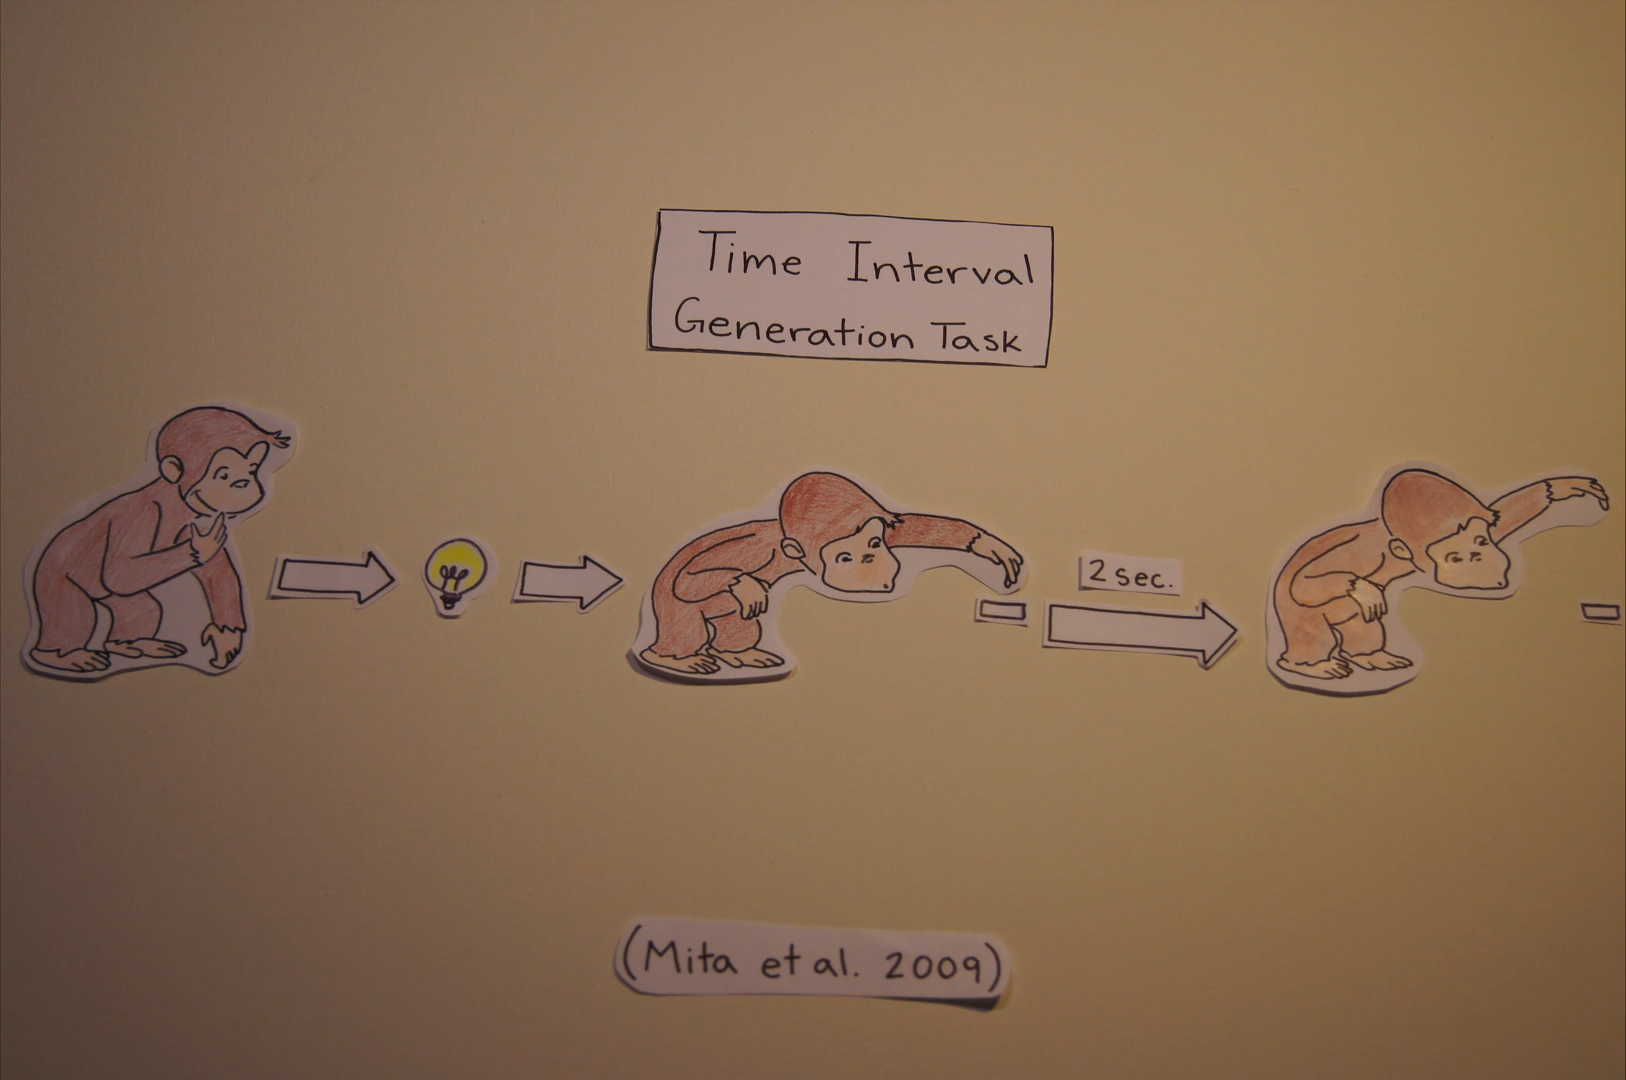 Time Interval
Generation Task
2 sec.
(Mita et al. 2009)